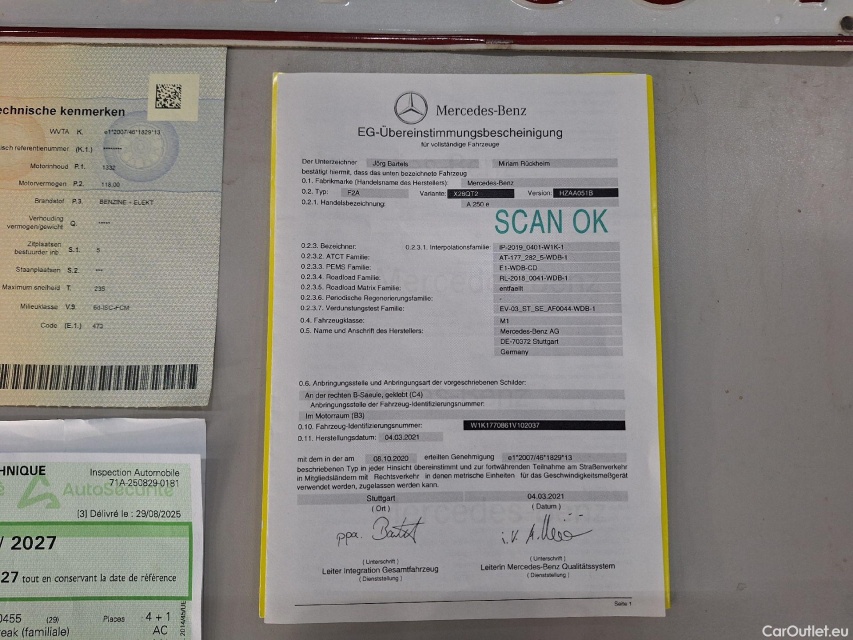 echnische kenmerken
WVTA K. e1*2007/46*1829*13
isch referentienummer (K.1.) --------
Motorinhoud P.1. 1332
Motorvermogen P.2. 118.00
Brandstof P.3. BENZINE - ELEKT
Verhouding vermogen/gewicht Q. -----
Zitplaatsen bestuurder inb. S.1. 5
Staanplaatsen S.2. ---
Maximum snelheid T. 235
Milieuklasse V.9.
Code (E.1.) 473
HNIQUE
Inspection Automobile
71A-250829-0181
AutoSécurité
[3] Délivré le : 29/08/2025
/ 2027
27 tout en conservant la date de référence
0455 (29) Places 4 + 1
reak (familiale) AC
Mercedes-Benz
EG-Übereinstimmungsbescheinigung
für vollständige Fahrzeuge
Der Unterzeichner Jörg Bartels Miriam Rückheim
bestätigt hiermit, dass das unten bezeichnete Fahrzeug
0.1. Fabrikmarke (Handelsname des Herstellers): Mercedes-Benz
0.2. Typ: F2A Variante: X26QT2 Version: HZAA051B
0.2.1. Handelsbezeichnung: A 250 e
SCAN OK
0.2.3. Bezeichner: 0.2.3.1. Interpolationsfamilie IP-2019_0401-W1K-1
0.2.3.2. ATCT Familie: AT-177_282_5-WDB-1
0.2.3.3. PEMS Familie: E1-WDB-CD
0.2.3.4. Roadload Familie: RL-2018_0041-WDB-1
0.2.3.5. Roadload Matrix Familie: entfaellt
0.2.3.6. Periodische Regenerierungsfamilie: -
0.2.3.7. Verdunstungstest Familie: EV-03_ST_SE_AF0044-WDB-1
0.4. Fahrzeugklasse: M1
0.5. Name und Anschrift des Herstellers: Mercedes-Benz AG
DE-70372 Stuttgart
Germany
0.6. Anbringungsstelle und Anbringungsart der vorgeschriebenen Schilder:
An der rechten B-Saeule, geklebt (C4)
Anbringungsstelle der Fahrzeug-Identifizierungsnummer:
Im Motorraum (B3)
0.10. Fahrzeug-Identifizierungsnummer: W1K1770861V102037
0.11. Herstellungsdatum: 04.03.2021
mit dem in der am 08.10.2020 erteilten Genehmigung e1*2007/46*1829*13
beschriebenen Typ in jeder Hinsicht übereinstimmt und zur fortwährenden Teilnahme am Straßenverkehr
in Mitgliedsländern mit Rechtsverkehr in denen metrische Einheiten für das Geschwindigkeitsmeßgerät
verwendet werden, zugelassen werden kann.
Stuttgart 04.03.2021
( Ort ) ( Datum )
ppa.
( Unterschrift ) ( Unterschrift )
Leiter Integration Gesamtfahrzeug Leiterin Mercedes-Benz Qualitätssystem
( Dienststellung ) ( Dienststellung )
Seite 1
CarOutlet.eu